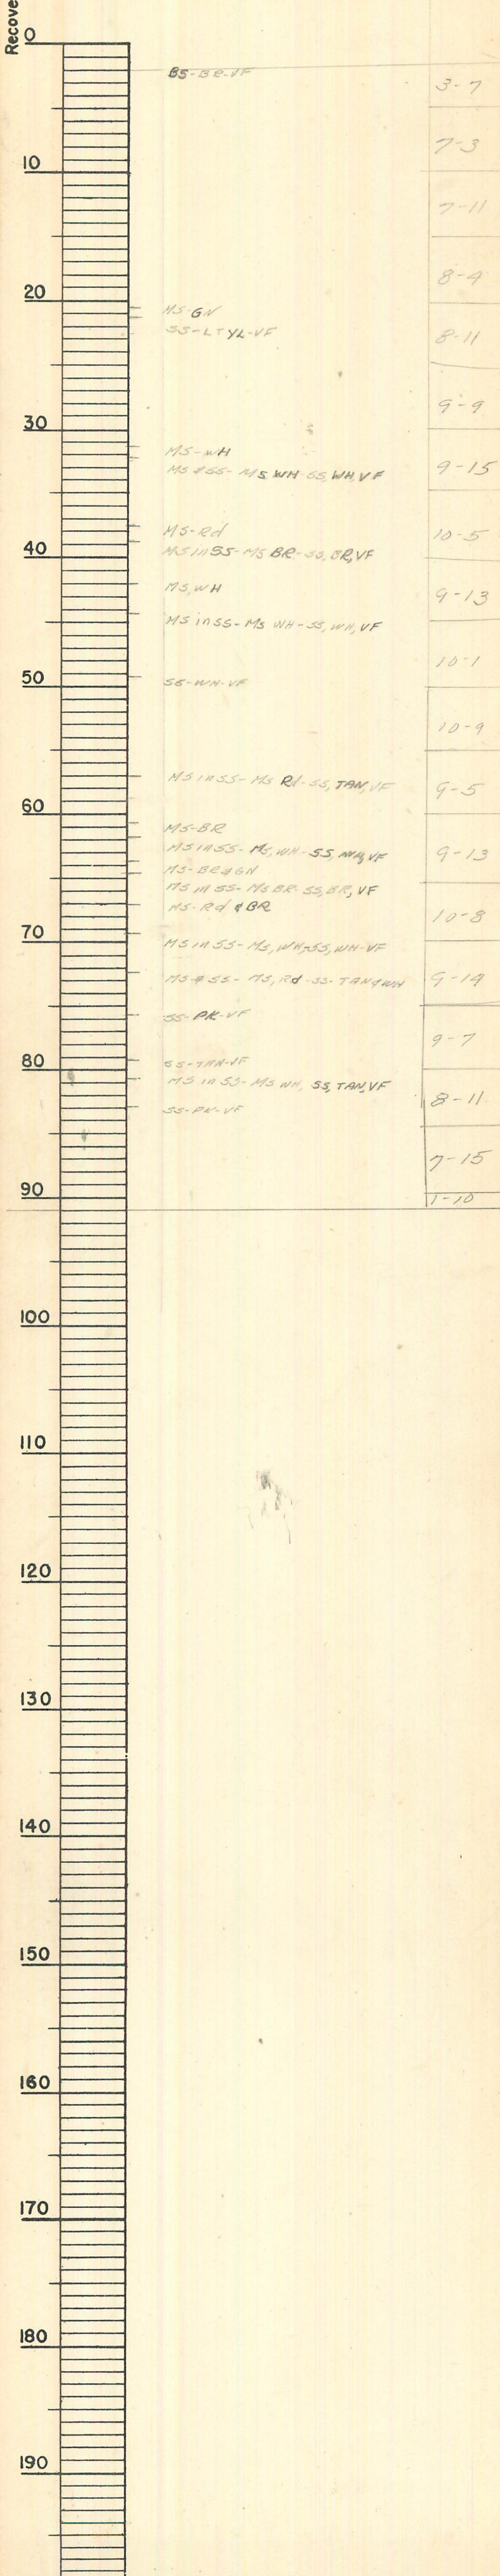 Recove
0
SS-BR-VF
3-7
7-3
10
7-11
8-4
20
MS-GN
SS-LT YL-VF
8-11
9-9
30
MS-WH
MS & SS- MS WH-SS, WH, VF
9-15
MS-Rd
10-5
40
MS in SS-MS BR-SS, BR, VF
MS, WH
9-13
MS in SS-MS WH-SS, WH, VF
10-1
50
SS-WH-VF
10-9
MS in SS-MS Rd-SS, TAN, VF
9-5
60
MS-BR
MS in SS- MS, WH-SS, WH, VF
9-13
MS-BR & GN
MS in SS-MS BR-SS, BR, VF
MS-Rd & BR
10-8
70
MS in SS-MS, WH-SS, WH-VF
MS & SS- MS, Rd-SS-TAN & WH
9-14
SS-PK-VF
9-7
80
SS-TAN-VF
MS in SS-MS WH, SS, TAN, VF
8-11
SS-PK-VF
7-15
90
1-10
100
110
120
130
140
150
160
170
180
190